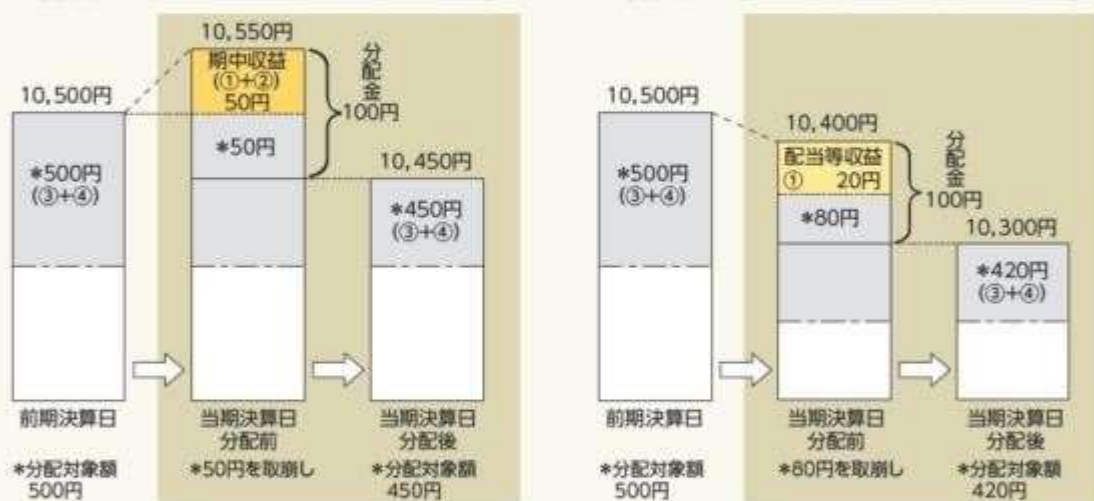 10,550円
期中収益
(①+②)
50円
分配金
100円
10,500円
*50円
*500円
(③+④)
10,450円
*450円
(③+④)
前期決算日
当期決算日
分配前
当期決算日
分配後
*分配対象額
500円
*50円を取崩し
*分配対象額
450円
10,500円
10,400円
配当等収益
① 20円
分配金
100円
*500円
(③+④)
*80円
10,300円
*420円
(③+④)
前期決算日
当期決算日
分配前
当期決算日
分配後
*分配対象額
500円
*80円を取崩し
*分配対象額
420円